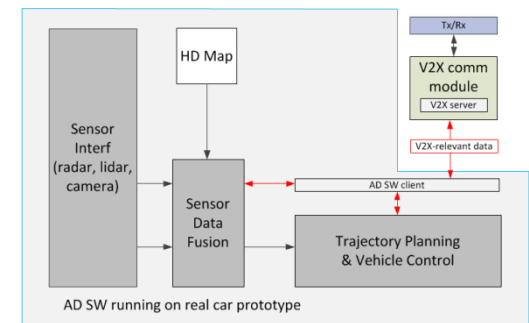 Tx/Rx
HD Map
V2X comm
module
V2X server
Sensor
Interf
(radar, lidar,
camera)
V2X-relevant data
Sensor
Data
Fusion
AD SW client
Trajectory Planning
& Vehicle Control
AD SW running on real car prototype